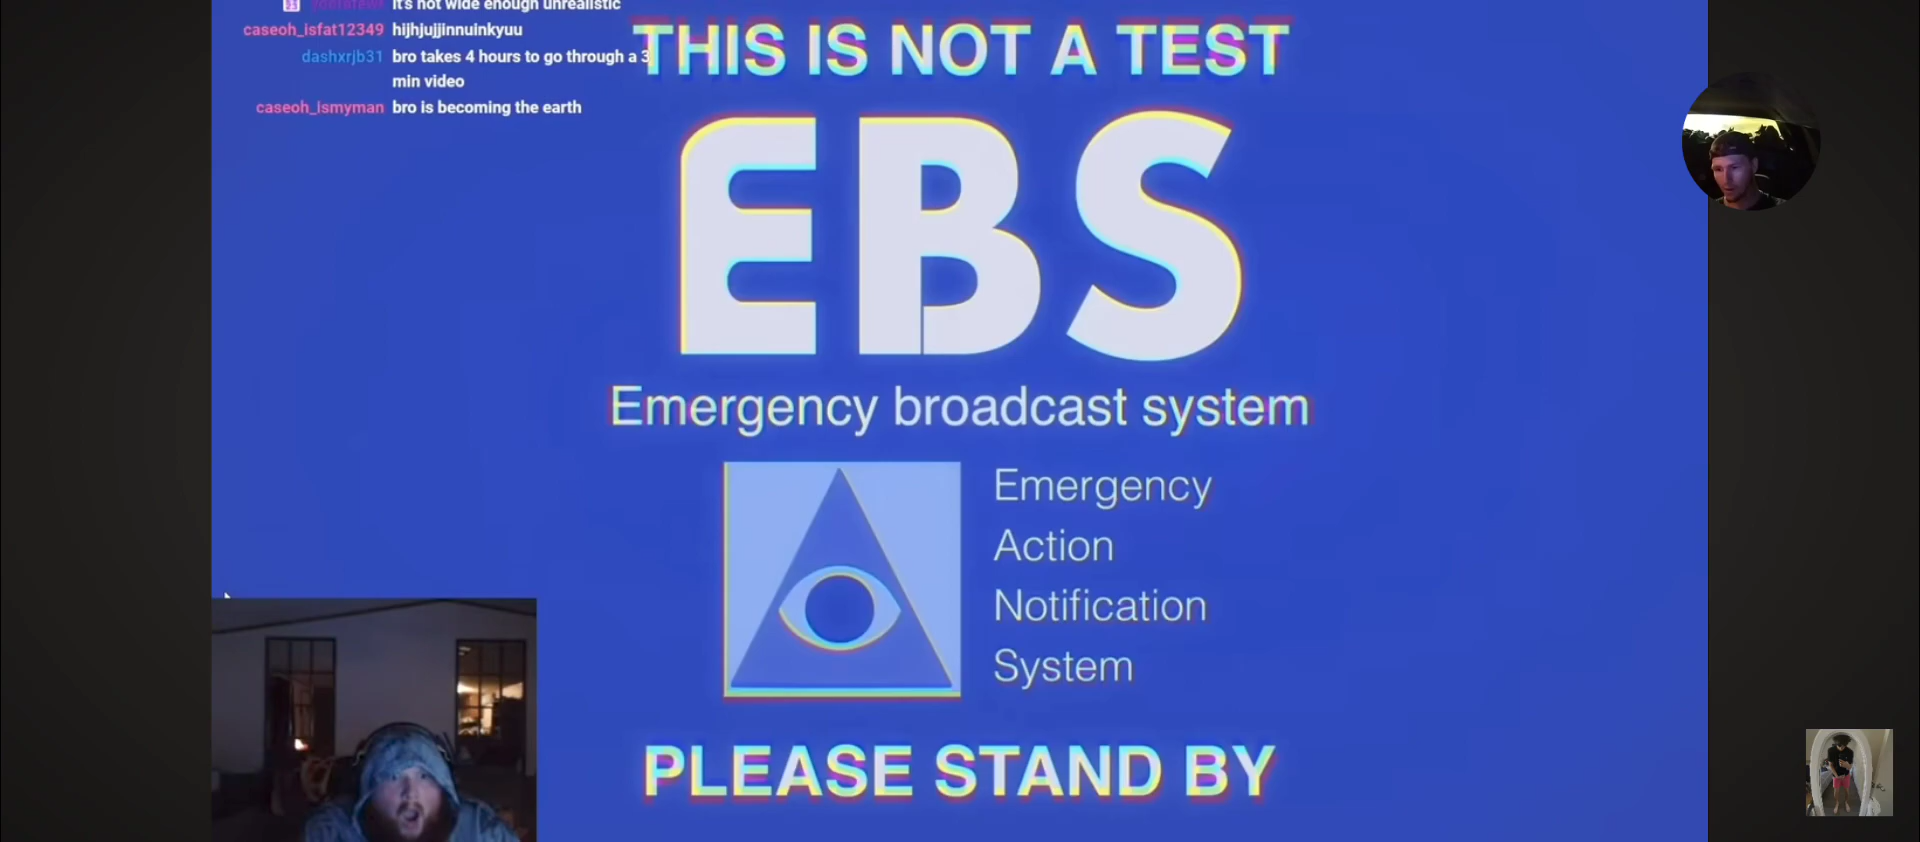 It's not wide enough unrealistic
caseoh_isfat12349 hijhjujjinnuinkyuu
dashxrjb31 bro takes 4 hours to go through a 3
min video
caseoh_ismyman bro is becoming the earth
THIS IS NOT A TEST
EBS
Emergency broadcast system
Emergency
Action
Notification
System
PLEASE STAND BY